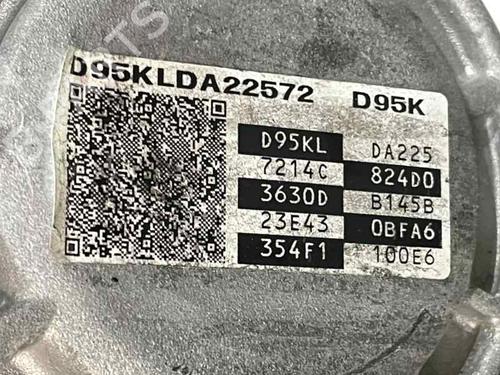 D95KLDA22572 D95K
D95KL DA225
7214C 824D0
3630D B145B
23E43 0BFA6
354F1 100E6